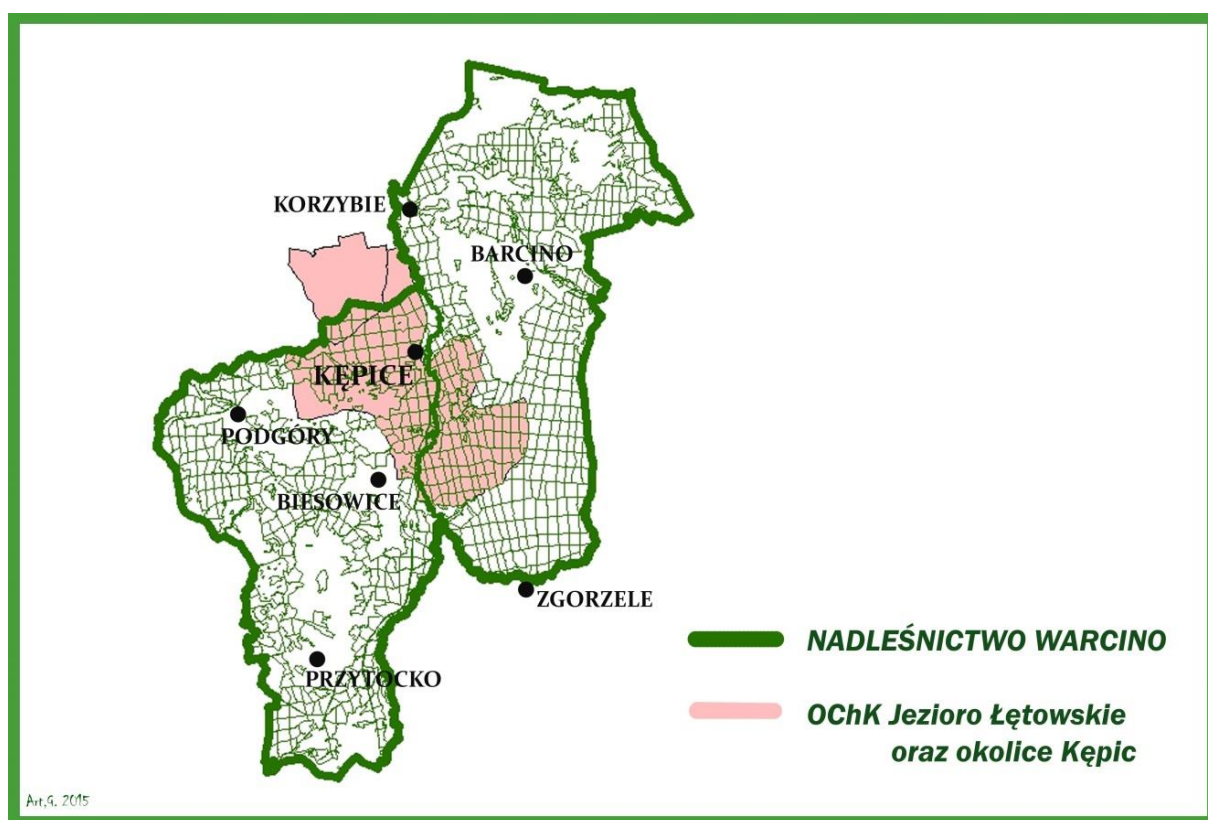 KORZYBIE
BARCINO
KĘPICE
PODGÓRY
BIESOWICE
ZGORZELE
NADLEŚNICTWO WARCINO
PRZYTOCKO
OChK Jezioro Łętowskie
oraz okolice Kępic
Art,G. 2015